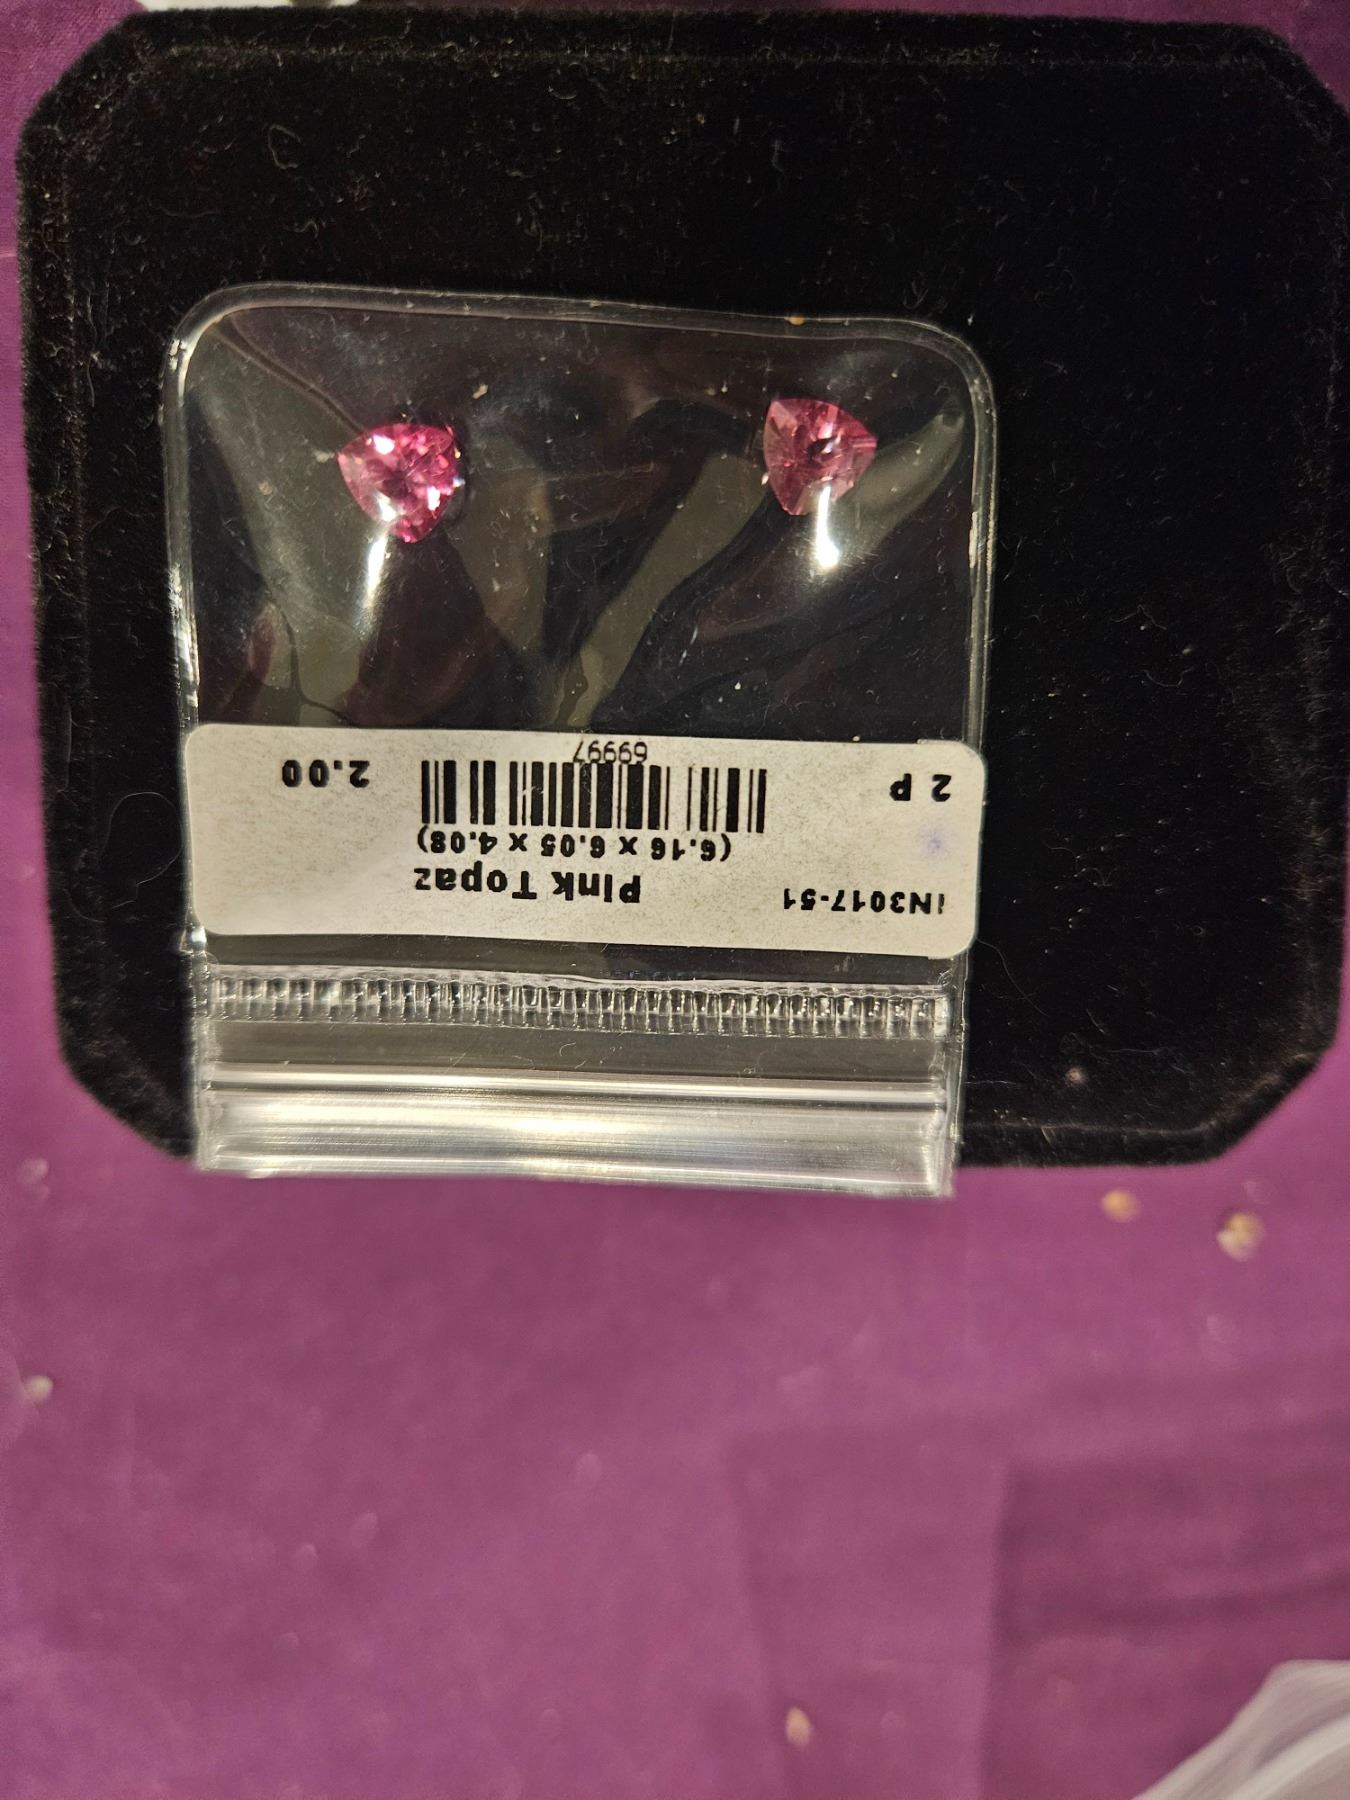 IN3017-51
Pink Topaz
(6.16 x 6.05 x 4.08)
2 P
69997
2.00